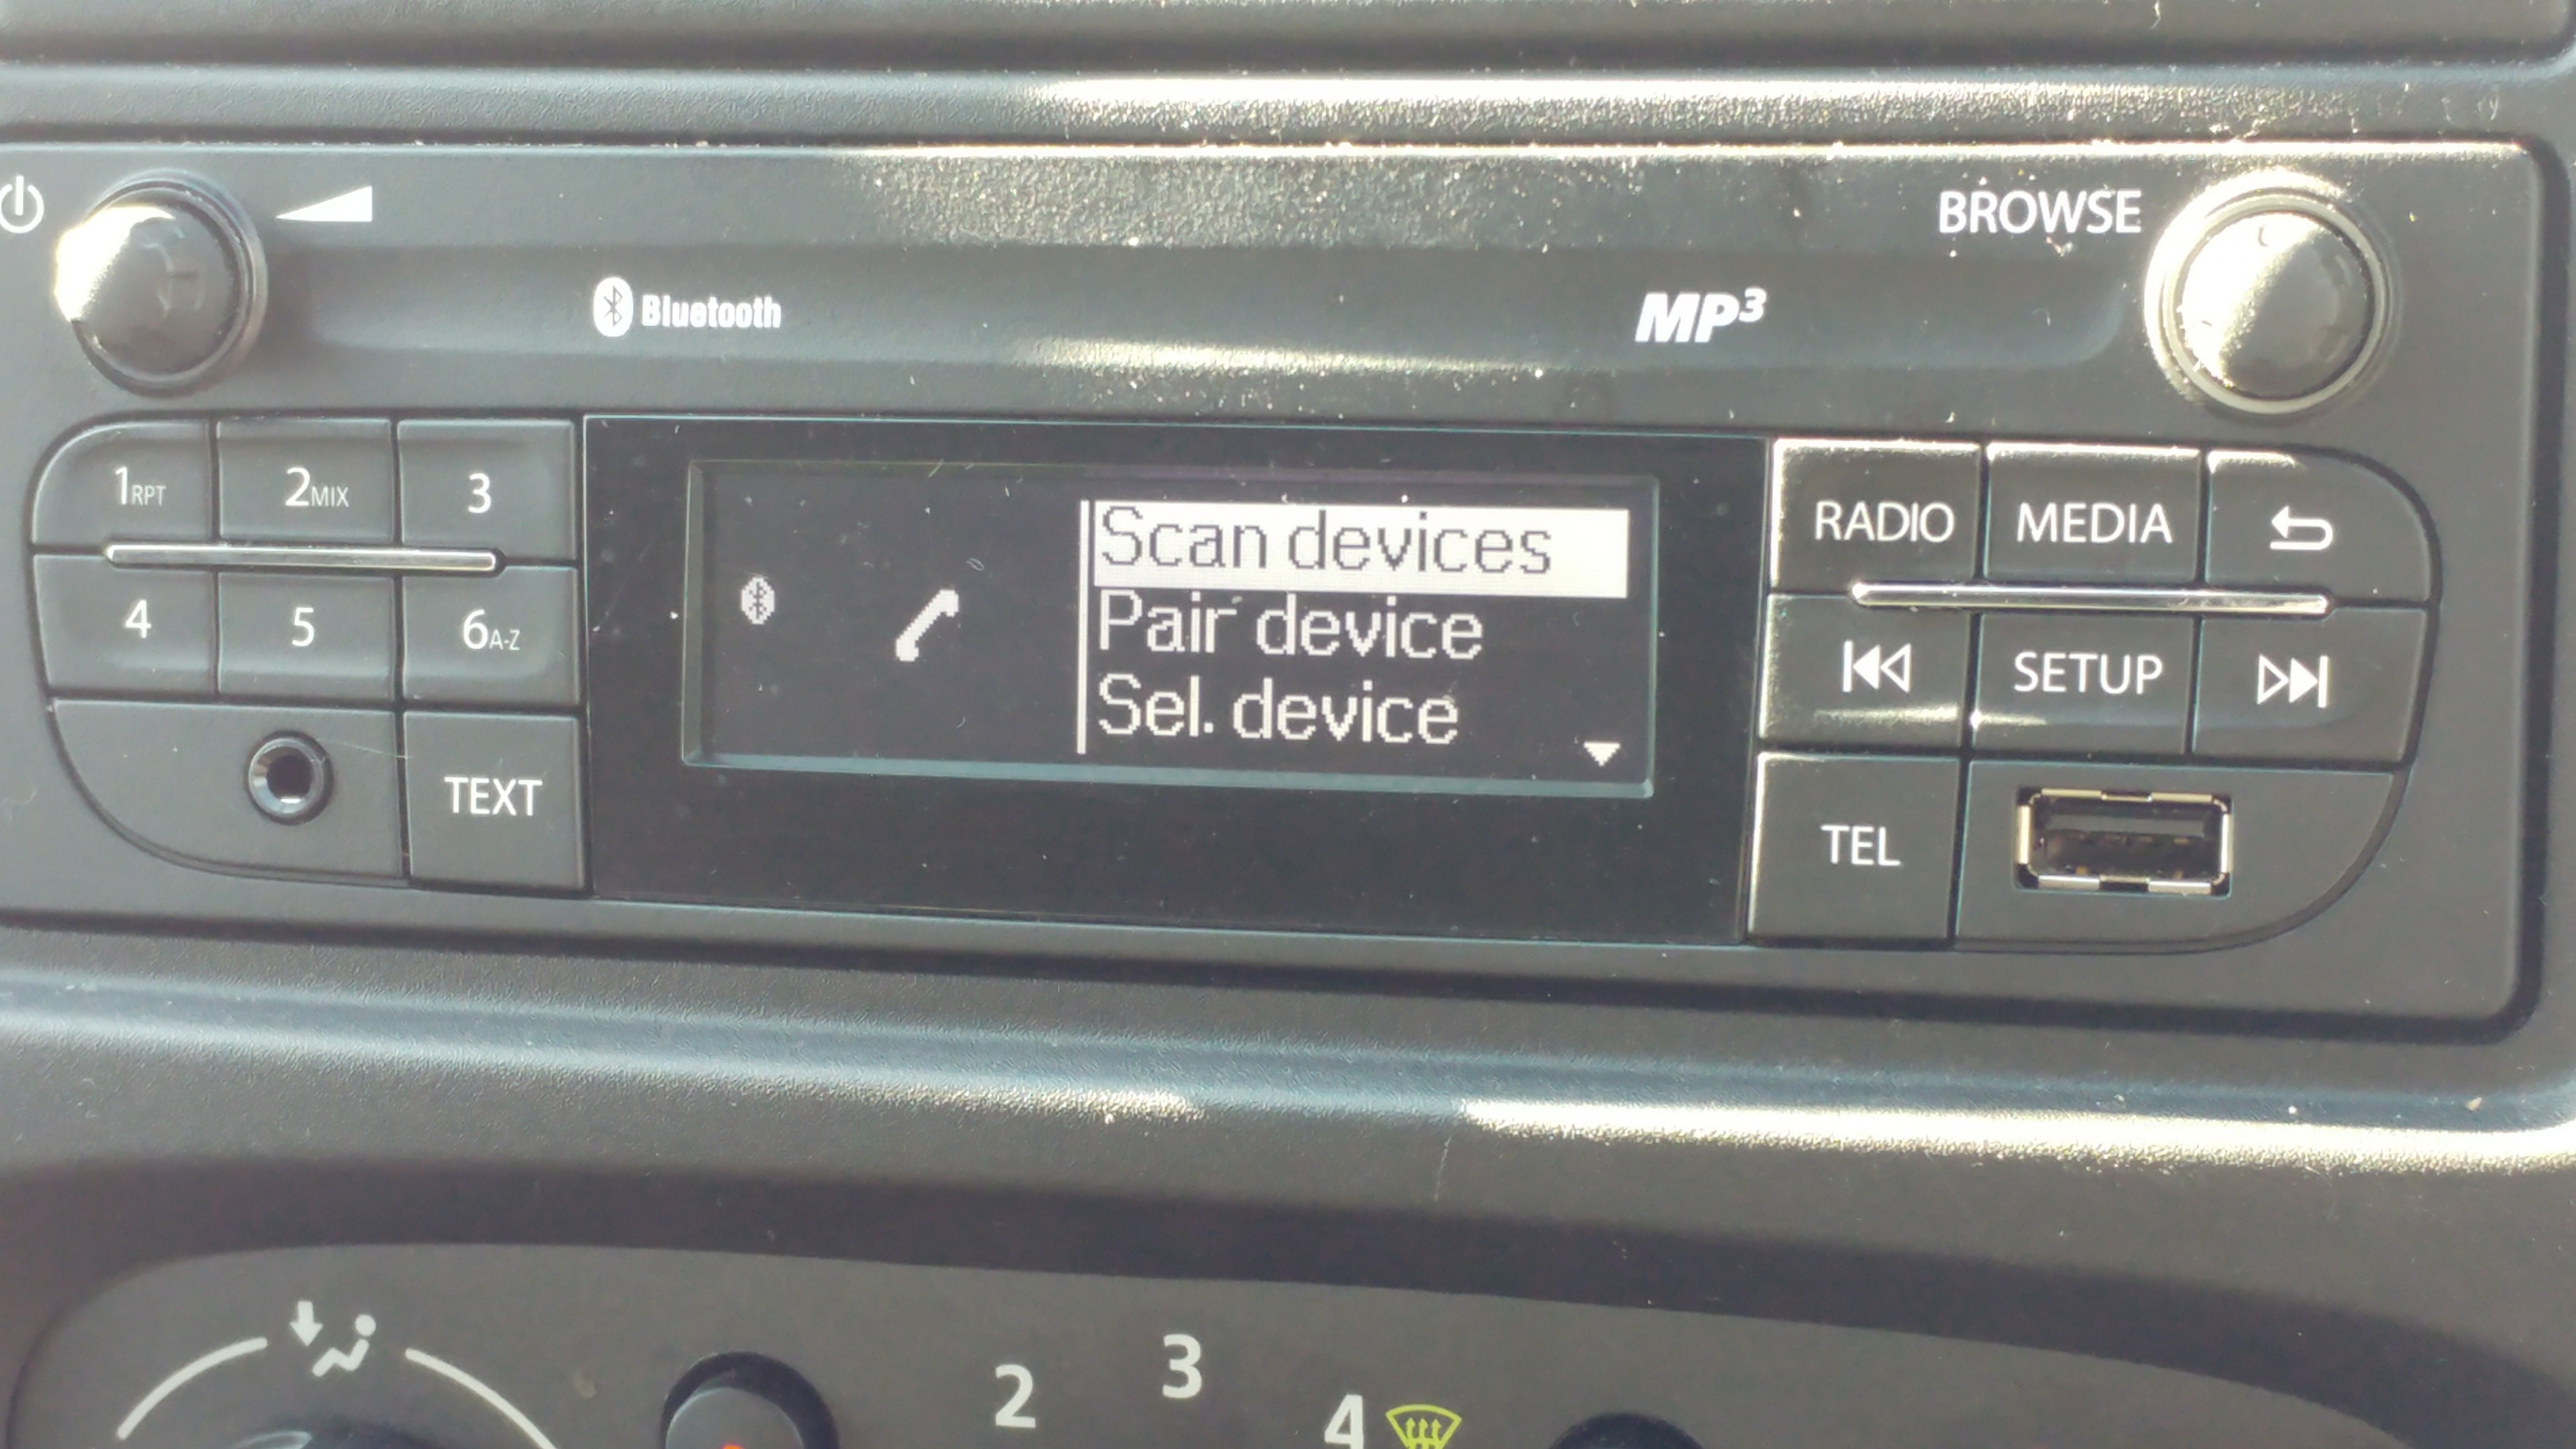 BROWSE
Bluetooth
MP3
1RPT
2MIX
3
Scan devices
RADIO
MEDIA
4
5
6A-Z
Pair device
SETUP
Sel. device
TEXT
TEL
2
3
4